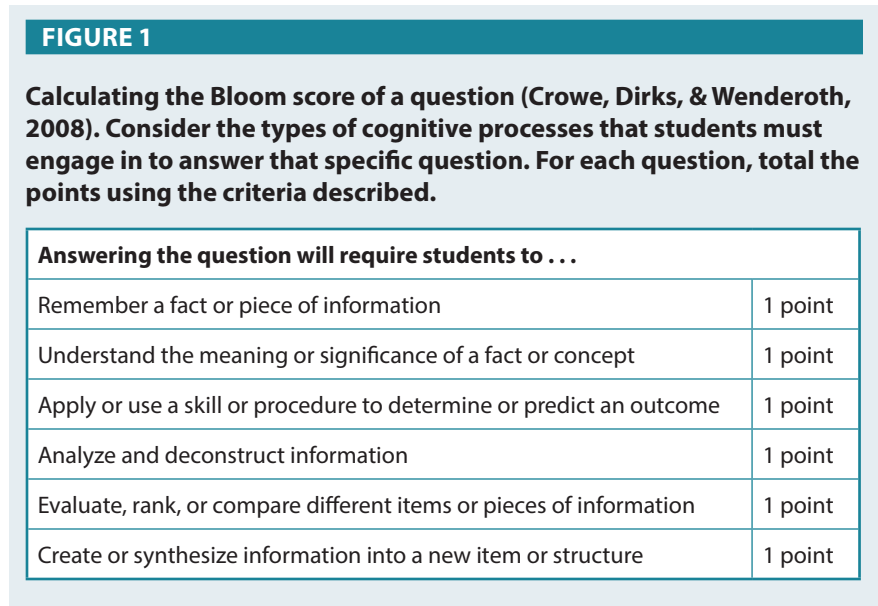 FIGURE 1
Calculating the Bloom score of a question (Crowe, Dirks, & Wenderoth,
2008). Consider the types of cognitive processes that students must
engage in to answer that specific question. For each question, total the
points using the criteria described.
Answering the question will require students to . . .
Remember a fact or piece of information 1 point
Understand the meaning or significance of a fact or concept 1 point
Apply or use a skill or procedure to determine or predict an outcome 1 point
Analyze and deconstruct information 1 point
Evaluate, rank, or compare different items or pieces of information 1 point
Create or synthesize information into a new item or structure 1 point